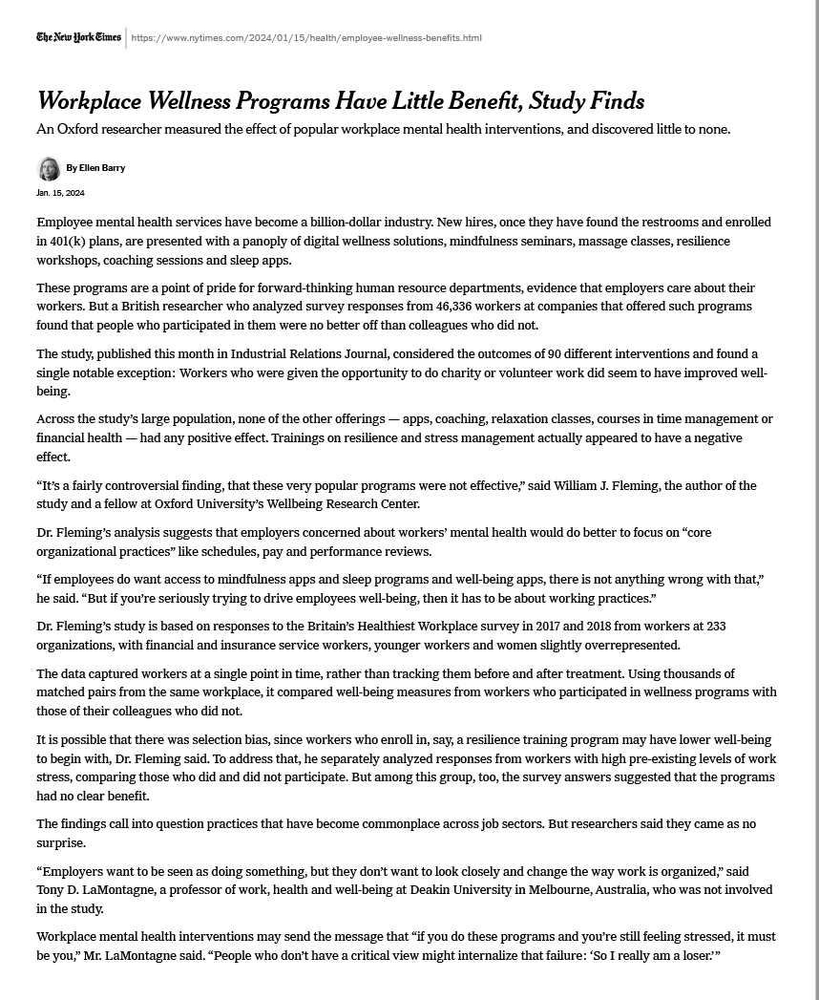 The New York Times | https://www.nytimes.com/2024/01/15/health/employee-wellness-benefits.html
Workplace Wellness Programs Have Little Benefit, Study Finds
An Oxford researcher measured the effect of popular workplace mental health interventions, and discovered little to none.
By Ellen Barry
Jan. 15, 2024
Employee mental health services have become a billion-dollar industry. New hires, once they have found the restrooms and enrolled
in 401(k) plans, are presented with a panoply of digital wellness solutions, mindfulness seminars, massage classes, resilience
workshops, coaching sessions and sleep apps.
These programs are a point of pride for forward-thinking human resource departments, evidence that employers care about their
workers. But a British researcher who analyzed survey responses from 46,336 workers at companies that offered such programs
found that people who participated in them were no better off than colleagues who did not.
The study, published this month in Industrial Relations Journal, considered the outcomes of 90 different interventions and found a
single notable exception: Workers who were given the opportunity to do charity or volunteer work did seem to have improved well-
being.
Across the study’s large population, none of the other offerings — apps, coaching, relaxation classes, courses in time management or
financial health — had any positive effect. Trainings on resilience and stress management actually appeared to have a negative
effect.
“It’s a fairly controversial finding, that these very popular programs were not effective,” said William J. Fleming, the author of the
study and a fellow at Oxford University’s Wellbeing Research Center.
Dr. Fleming’s analysis suggests that employers concerned about workers’ mental health would do better to focus on “core
organizational practices” like schedules, pay and performance reviews.
“If employees do want access to mindfulness apps and sleep programs and well-being apps, there is not anything wrong with that,”
he said. “But if you’re seriously trying to drive employees well-being, then it has to be about working practices.”
Dr. Fleming’s study is based on responses to the Britain’s Healthiest Workplace survey in 2017 and 2018 from workers at 233
organizations, with financial and insurance service workers, younger workers and women slightly overrepresented.
The data captured workers at a single point in time, rather than tracking them before and after treatment. Using thousands of
matched pairs from the same workplace, it compared well-being measures from workers who participated in wellness programs with
those of their colleagues who did not.
It is possible that there was selection bias, since workers who enroll in, say, a resilience training program may have lower well-being
to begin with, Dr. Fleming said. To address that, he separately analyzed responses from workers with high pre-existing levels of work
stress, comparing those who did and did not participate. But among this group, too, the survey answers suggested that the programs
had no clear benefit.
The findings call into question practices that have become commonplace across job sectors. But researchers said they came as no
surprise.
“Employers want to be seen as doing something, but they don’t want to look closely and change the way work is organized,” said
Tony D. LaMontagne, a professor of work, health and well-being at Deakin University in Melbourne, Australia, who was not involved
in the study.
Workplace mental health interventions may send the message that “if you do these programs and you’re still feeling stressed, it must
be you,” Mr. LaMontagne said. “People who don’t have a critical view might internalize that failure: ‘So I really am a loser.’”